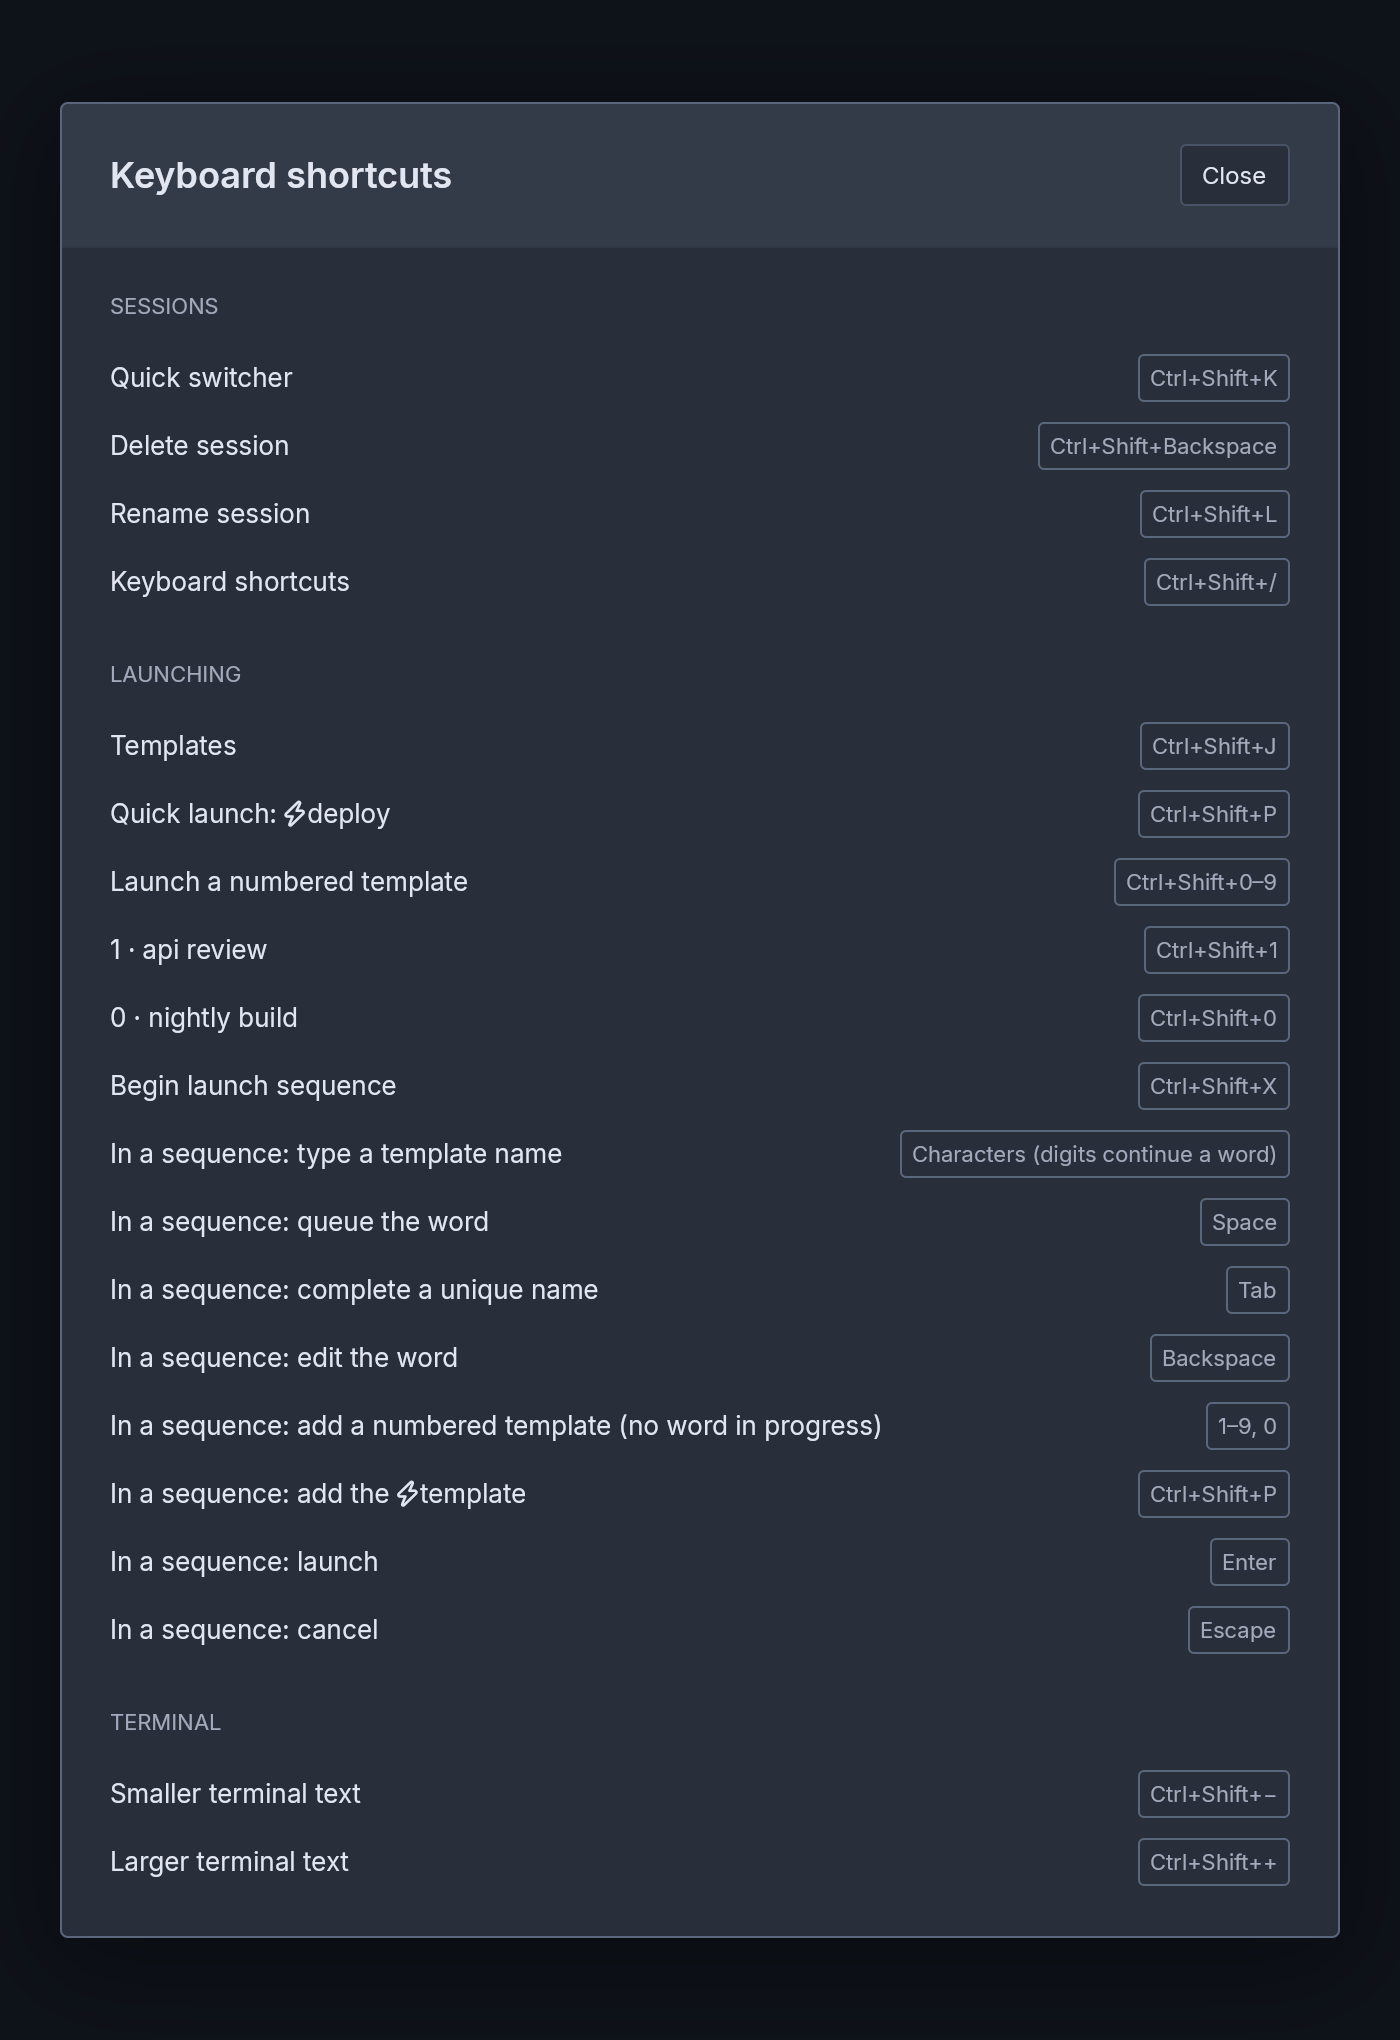 Keyboard shortcuts
Close
SESSIONS
Quick switcher Ctrl+Shift+K
Delete session Ctrl+Shift+Backspace
Rename session Ctrl+Shift+L
Keyboard shortcuts Ctrl+Shift+/
LAUNCHING
Templates Ctrl+Shift+J
Quick launch: deploy Ctrl+Shift+P
Launch a numbered template Ctrl+Shift+0–9
1 · api review Ctrl+Shift+1
0 · nightly build Ctrl+Shift+0
Begin launch sequence Ctrl+Shift+X
In a sequence: type a template name Characters (digits continue a word)
In a sequence: queue the word Space
In a sequence: complete a unique name Tab
In a sequence: edit the word Backspace
In a sequence: add a numbered template (no word in progress) 1–9, 0
In a sequence: add the template Ctrl+Shift+P
In a sequence: launch Enter
In a sequence: cancel Escape
TERMINAL
Smaller terminal text Ctrl+Shift+−
Larger terminal text Ctrl+Shift++